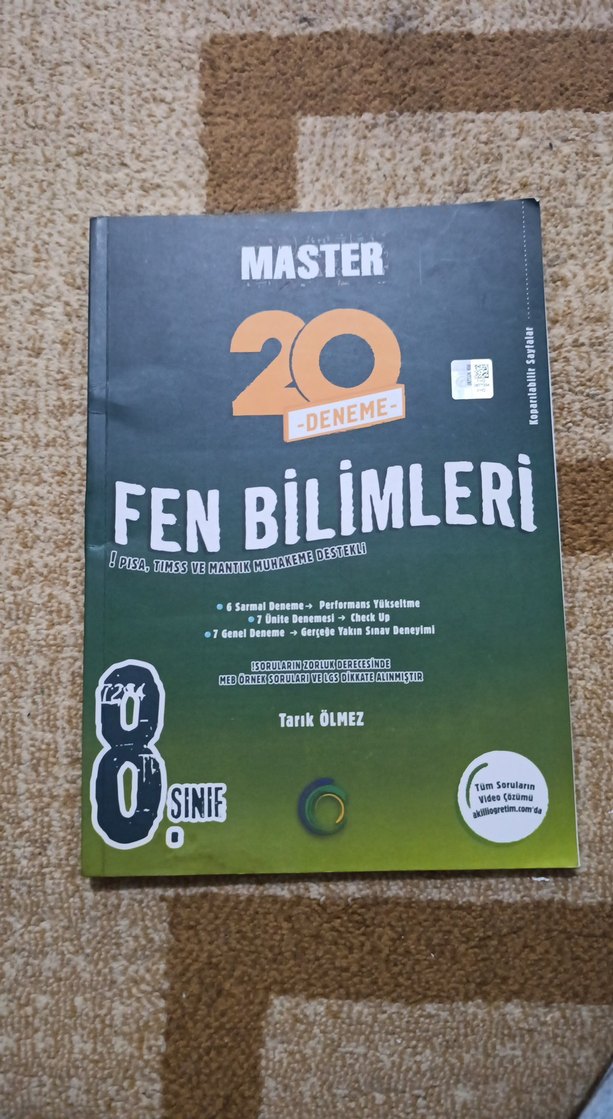 MASTER
20
-DENEME-
Koparılabilir Sayfalar
FEN BİLİMLERİ
! PISA, TIMSS VE MANTIK MUHAKEME DESTEKLİ
• 6 Sarmal Deneme → Performans Yükseltme
• 7 Ünite Denemesi → Check Up
• 7 Genel Deneme → Gerçeğe Yakın Sınav Deneyimi
!SORULARIN ZORLUK DERECESİNDE
MEB ÖRNEK SORULARI VE LGS DİKKATE ALINMIŞTIR
Tarık ÖLMEZ
8.
SINIF
Tüm Soruların
Video Çözümü
akilliogretim.com'da